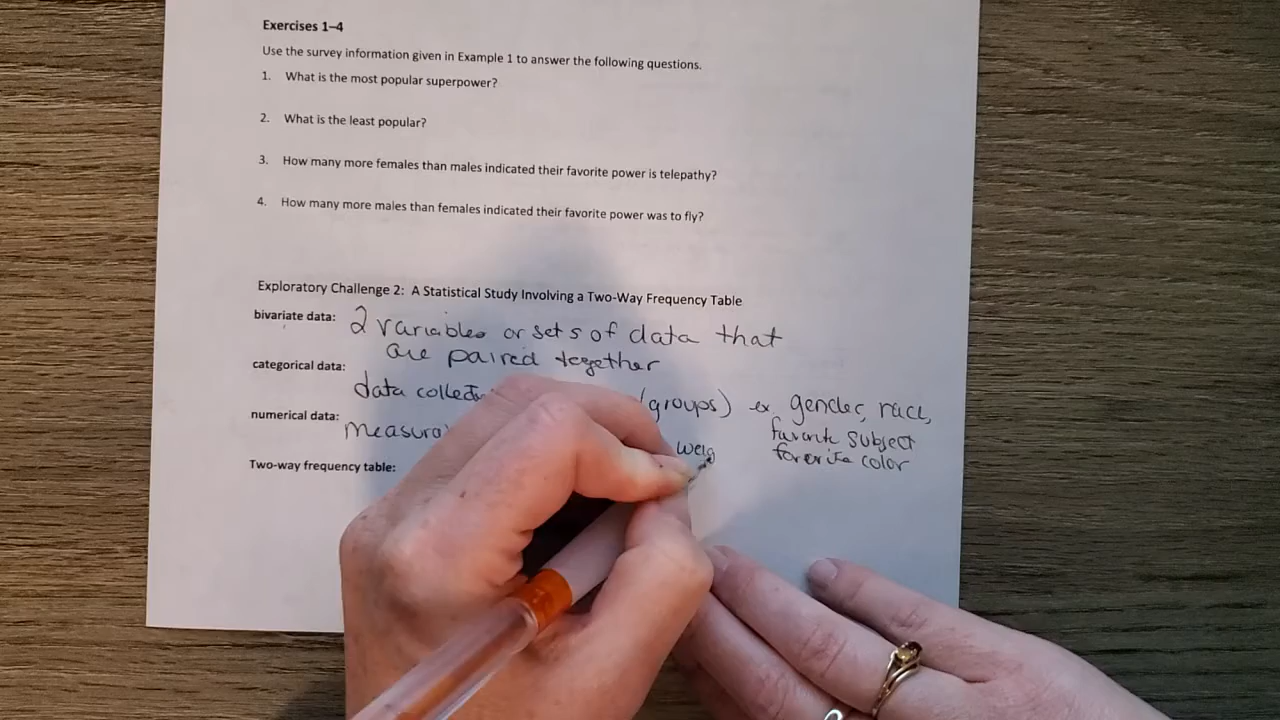 Exercises 1–4
Use the survey information given in Example 1 to answer the following questions.
1. What is the most popular superpower?
2. What is the least popular?
3. How many more females than males indicated their favorite power is telepathy?
4. How many more males than females indicated their favorite power was to fly?
Exploratory Challenge 2: A Statistical Study Involving a Two-Way Frequency Table
bivariate data: 2 variables or sets of data that
are paired together
categorical data:
data (groups) ex gender, race,
numerical data: favorite subject
weig favorite color
Two-way frequency table: